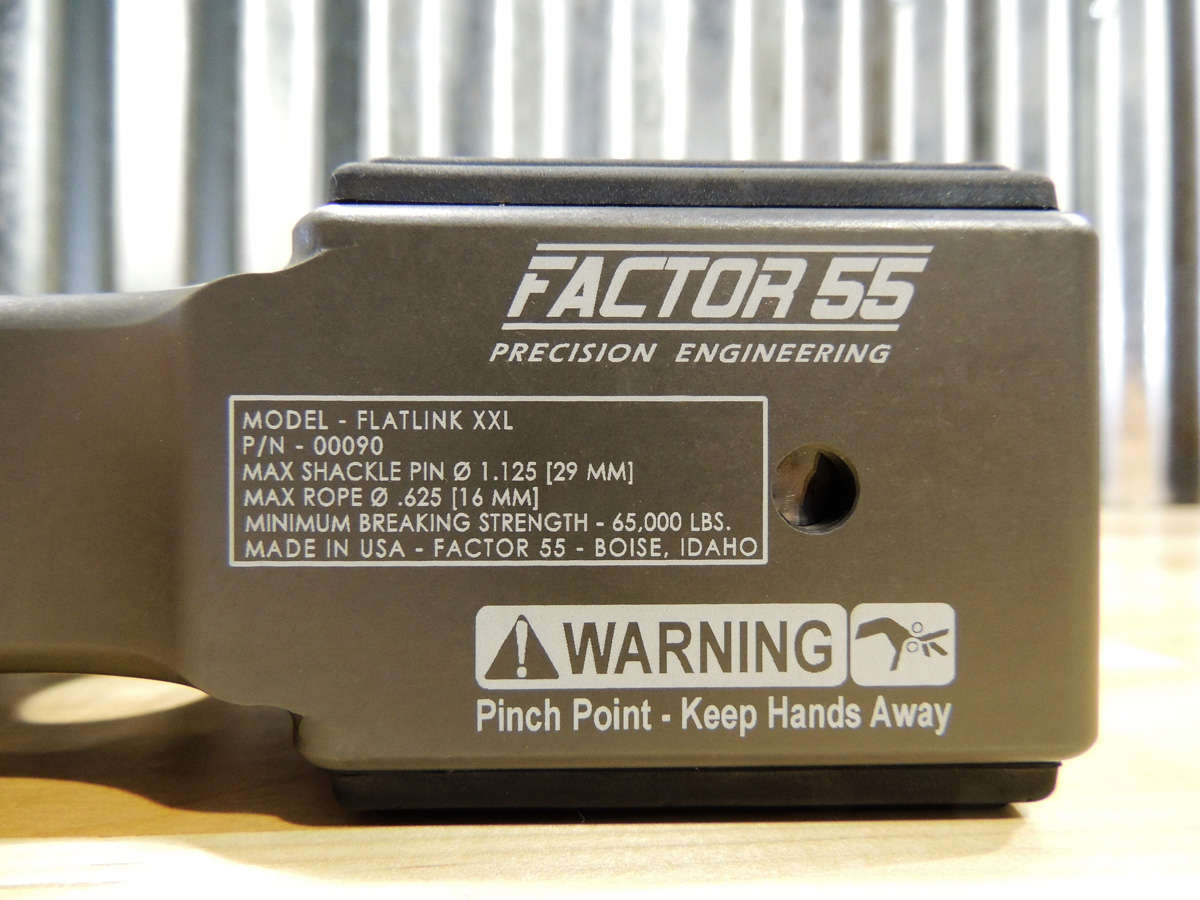 FACTOR 55
PRECISION ENGINEERING
MODEL - FLATLINK XXL
P/N - 00090
MAX SHACKLE PIN Ø 1.125 [29 MM]
MAX ROPE Ø .625 [16 MM]
MINIMUM BREAKING STRENGTH - 65,000 LBS.
MADE IN USA - FACTOR 55 - BOISE, IDAHO
WARNING
Pinch Point - Keep Hands Away